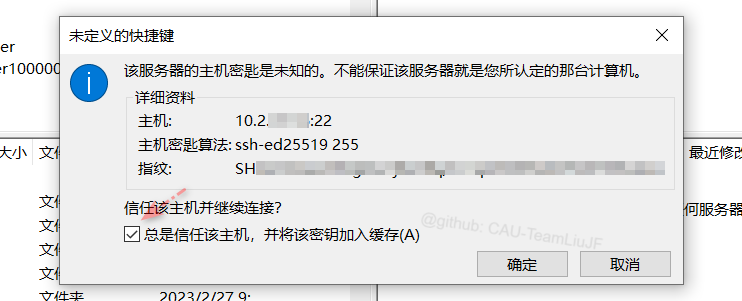 未定义的快捷键
er
er10000
该服务器的主机密匙是未知的。不能保证该服务器就是您所认定的那台计算机。
详细资料
主机: 10.2. :22
主机密匙算法: ssh-ed25519 255
指纹: SH
大小 文件
最近修改
信任该主机并继续连接?
文件
何服务器
@github: CAU-TeamLiuJF
文件
总是信任该主机，并将该密钥加入缓存(A)
文件
确定 取消
文件
文件夹 2023/2/27 9: